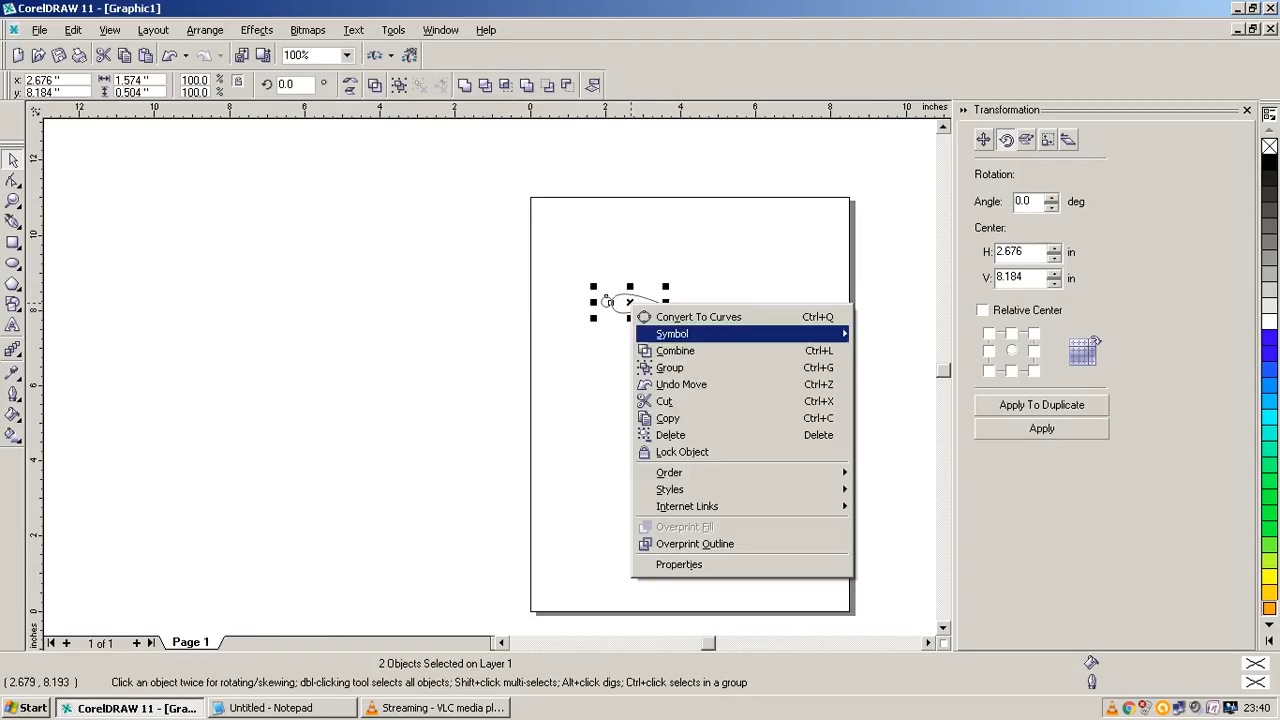 CorelDRAW 11 - [Graphic1]
File Edit View Layout Arrange Effects Bitmaps Text Tools Window Help
100%
x: 2.676 " 1.574 " 100.0 % 0.0 °
y: 8.184 " 0.504 " 100.0 %
10 8 6 4 2 0 2 4 6 8 10 inches
12
10
8
6
4
2
0
inches
Convert To Curves Ctrl+Q
Symbol
Combine Ctrl+L
Group Ctrl+G
Undo Move Ctrl+Z
Cut Ctrl+X
Copy Ctrl+C
Delete Delete
Lock Object
Order
Styles
Internet Links
Overprint Fill
Overprint Outline
Properties
Transformation
Rotation:
Angle: 0.0 deg
Center:
H: 2.676 in
V: 8.184 in
Relative Center
Apply To Duplicate
Apply
1 of 1 Page 1
2 Objects Selected on Layer 1
( 2.679 , 8.193 ) Click an object twice for rotating/skewing; dbl-clicking tool selects all objects; Shift+click multi-selects; Alt+click digs; Ctrl+click selects in a group
Start CorelDRAW 11 - [Gra... Untitled - Notepad Streaming - VLC media pl... 23:40